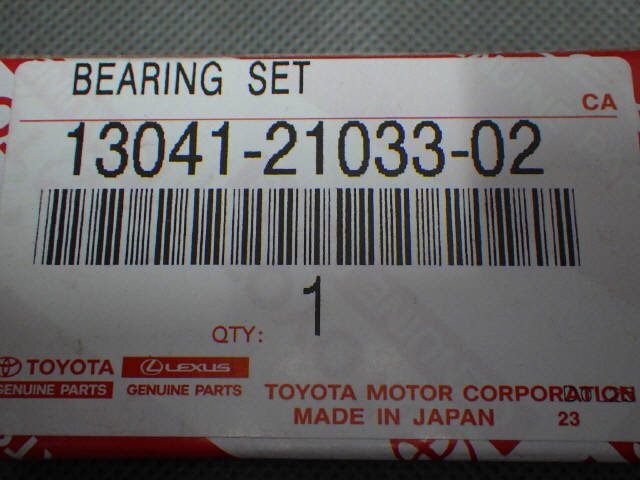 BEARING SET
CA
13041-21033-02
1
QTY:
TOYOTA LEXUS
GENUINE PARTS GENUINE PARTS
TOYOTA MOTOR CORPORATION
MADE IN JAPAN 23